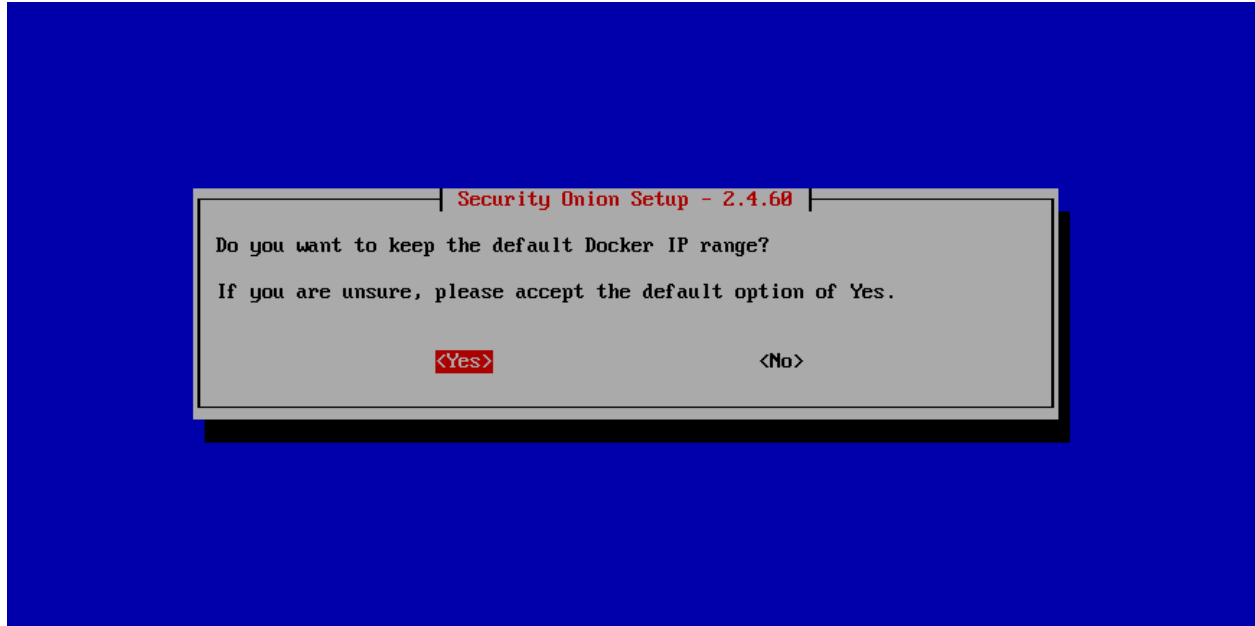 Security Onion Setup - 2.4.60
Do you want to keep the default Docker IP range?
If you are unsure, please accept the default option of Yes.
<Yes> <No>